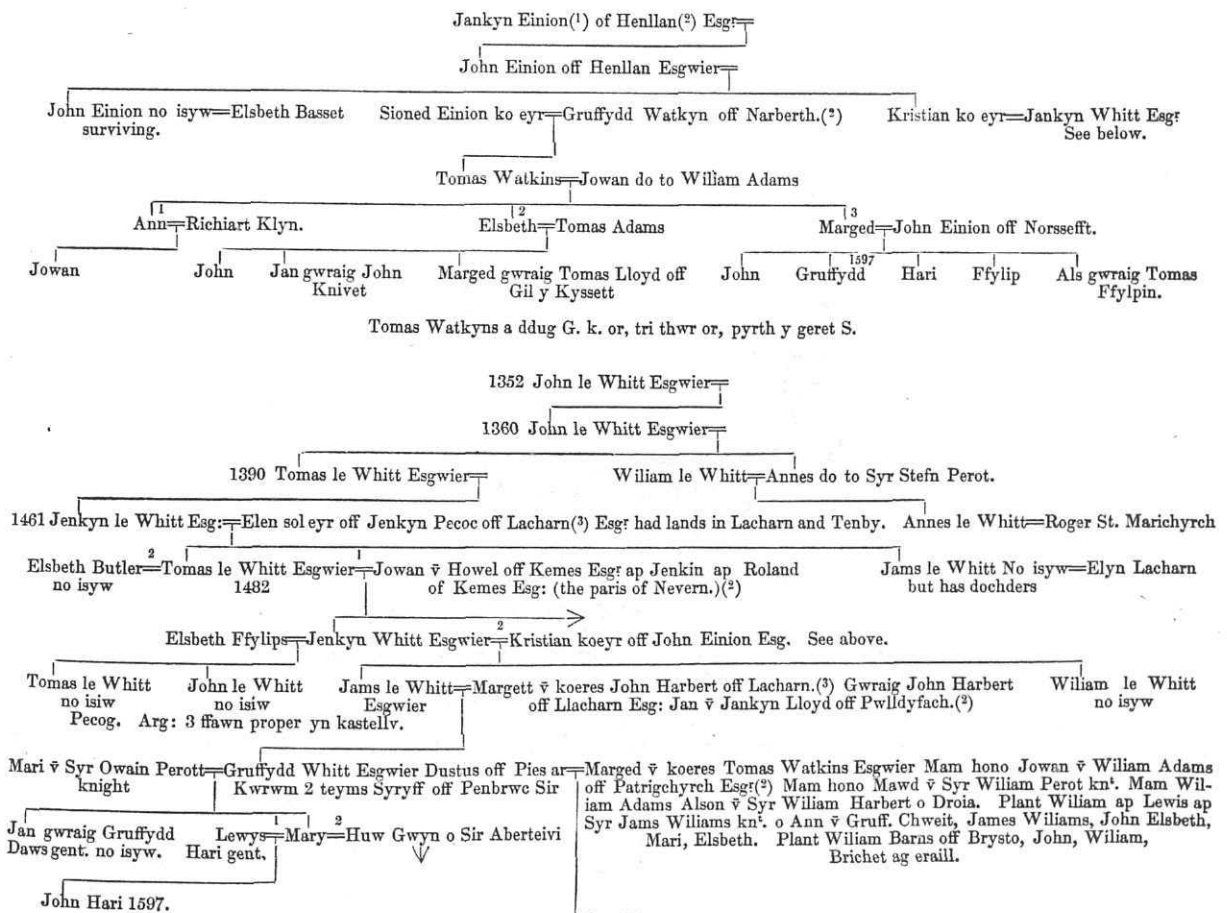 Jankyn Einion(¹) of Henllan(²) Esgr
John Einion off Henllan Esgwier
John Einion no isyw=Elsbeth Basset Sioned Einion ko eyr=Gruffydd Watkyn off Narberth.(²) Kristian ko eyr=Jankyn Whitt Esgr
surviving. See below.
Tomas Watkins=Jowan do to Wiliam Adams
1 2 3
Ann=Richiart Klyn. Elsbeth=Tomas Adams Marged=John Einion off Norssefft.
1597
Jowan John Jan gwraig John Marged gwraig Tomas Lloyd off John Gruffydd Hari Ffylip Als gwraig Tomas
Knivet Gil y Kyssett Ffylpin.
Tomas Watkyns a ddug G. k. or, tri thwr or, pyrth y geret S.
1352 John le Whitt Esgwier
1360 John le Whitt Esgwier
1390 Tomas le Whitt Esgwier Wiliam le Whitt=Annes do to Syr Stefn Perot.
1461 Jenkyn le Whitt Esg:=Elen sol eyr off Jenkyn Pecoc off Lacharn(³) Esgr had lands in Lacharn and Tenby. Annes le Whitt=Roger St. Marichyrch
2 1
Elsbeth Butler=Tomas le Whitt Esgwier=Jowan v̄ Howel off Kemes Esgr ap Jenkin ap Roland Jams le Whitt No isyw=Elyn Lacharn
no isyw 1482 of Kemes Esg: (the paris of Nevern.)(²) but has dochders
2
Elsbeth Ffylips=Jenkyn Whitt Esgwier=Kristian koeyr off John Einion Esg. See above.
Tomas le Whitt John le Whitt Jams le Whitt=Margett v̄ koeres John Harbert off Lacharn.(³) Gwraig John Harbert Wiliam le Whitt
no isiw no isiw Esgwier off Llacharn Esg: Jan v̄ Jankyn Lloyd off Pwlldyfach.(²) no isyw
Pecog. Arg: 3 ffawn proper yn kastellv.
Mari v̄ Syr Owain Perott=Gruffydd Whitt Esgwier Dustus off Pies ar=Marged v̄ koeres Tomas Watkins Esgwier Mam hono Jowan v̄ Wiliam Adams
knight Kwrwm 2 teyms Syryff off Penbrwc Sir off Patrigchyrch Esgr(²) Mam hono Mawd v̄ Syr Wiliam Perot knt. Mam Wil-
iam Adams Alson v̄ Syr Wiliam Harbert o Droia. Plant Wiliam ap Lewis ap
1 2
Jan gwraig Gruffydd Lewys=Mary=Huw Gwyn o Sir Aberteivi Syr Jams Wiliams knt. o Ann v̄ Gruff. Chweit, James Wiliams, John Elsbeth,
Daws gent. no isyw. Hari gent. Mari, Elsbeth. Plant Wiliam Barns off Brysto, John, Wiliam,
Brichet ag eraill.
John Hari 1597.